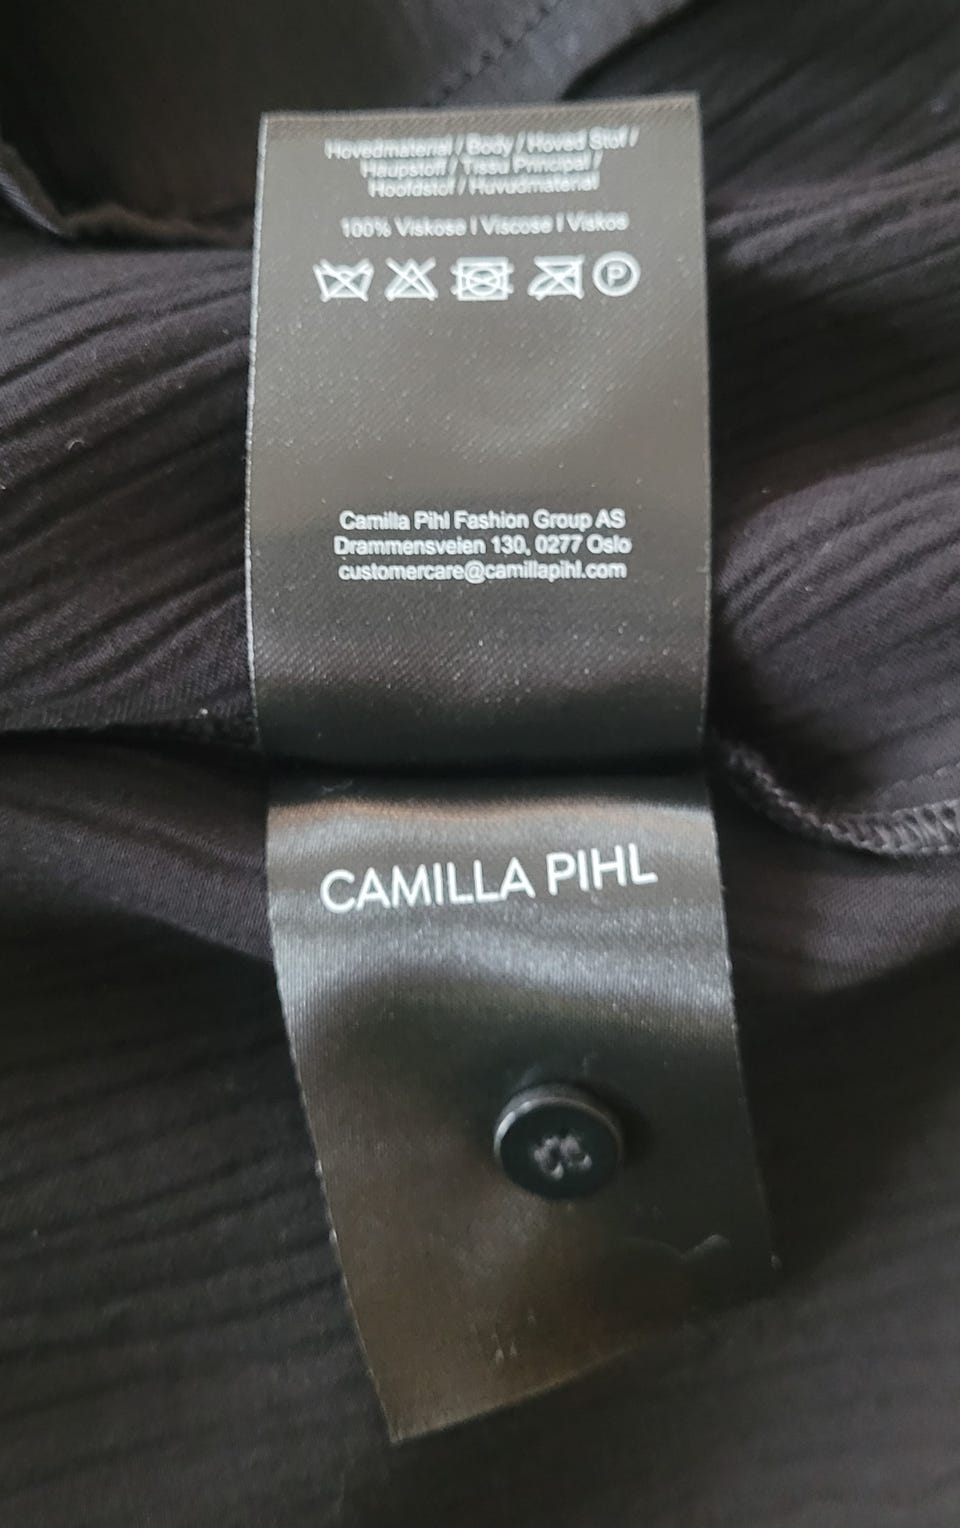 Hovedmaterial / Body / Hoved Stof /
Haupstoff / Tissu Principal /
Hoofdstof / Huvudmaterial
100% Viskose I Viscose I Viskos
P
Camilla Pihl Fashion Group AS
Drammensveien 130, 0277 Oslo
customercare@camillapihl.com
CAMILLA PIHL